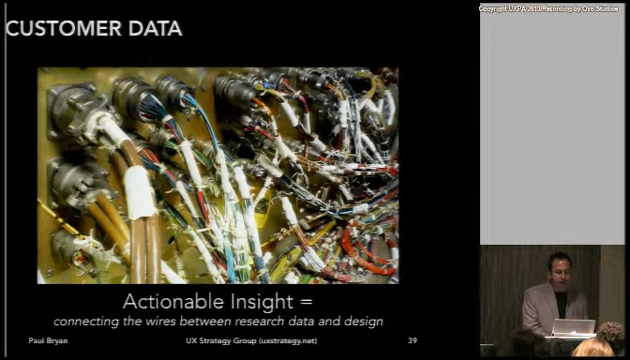 Copyright UXPA 2013/Recording by Ovo Studios
CUSTOMER DATA
Actionable Insight =
connecting the wires between research data and design
Paul Bryan
UX Strategy Group (uxstrategy.net)
39